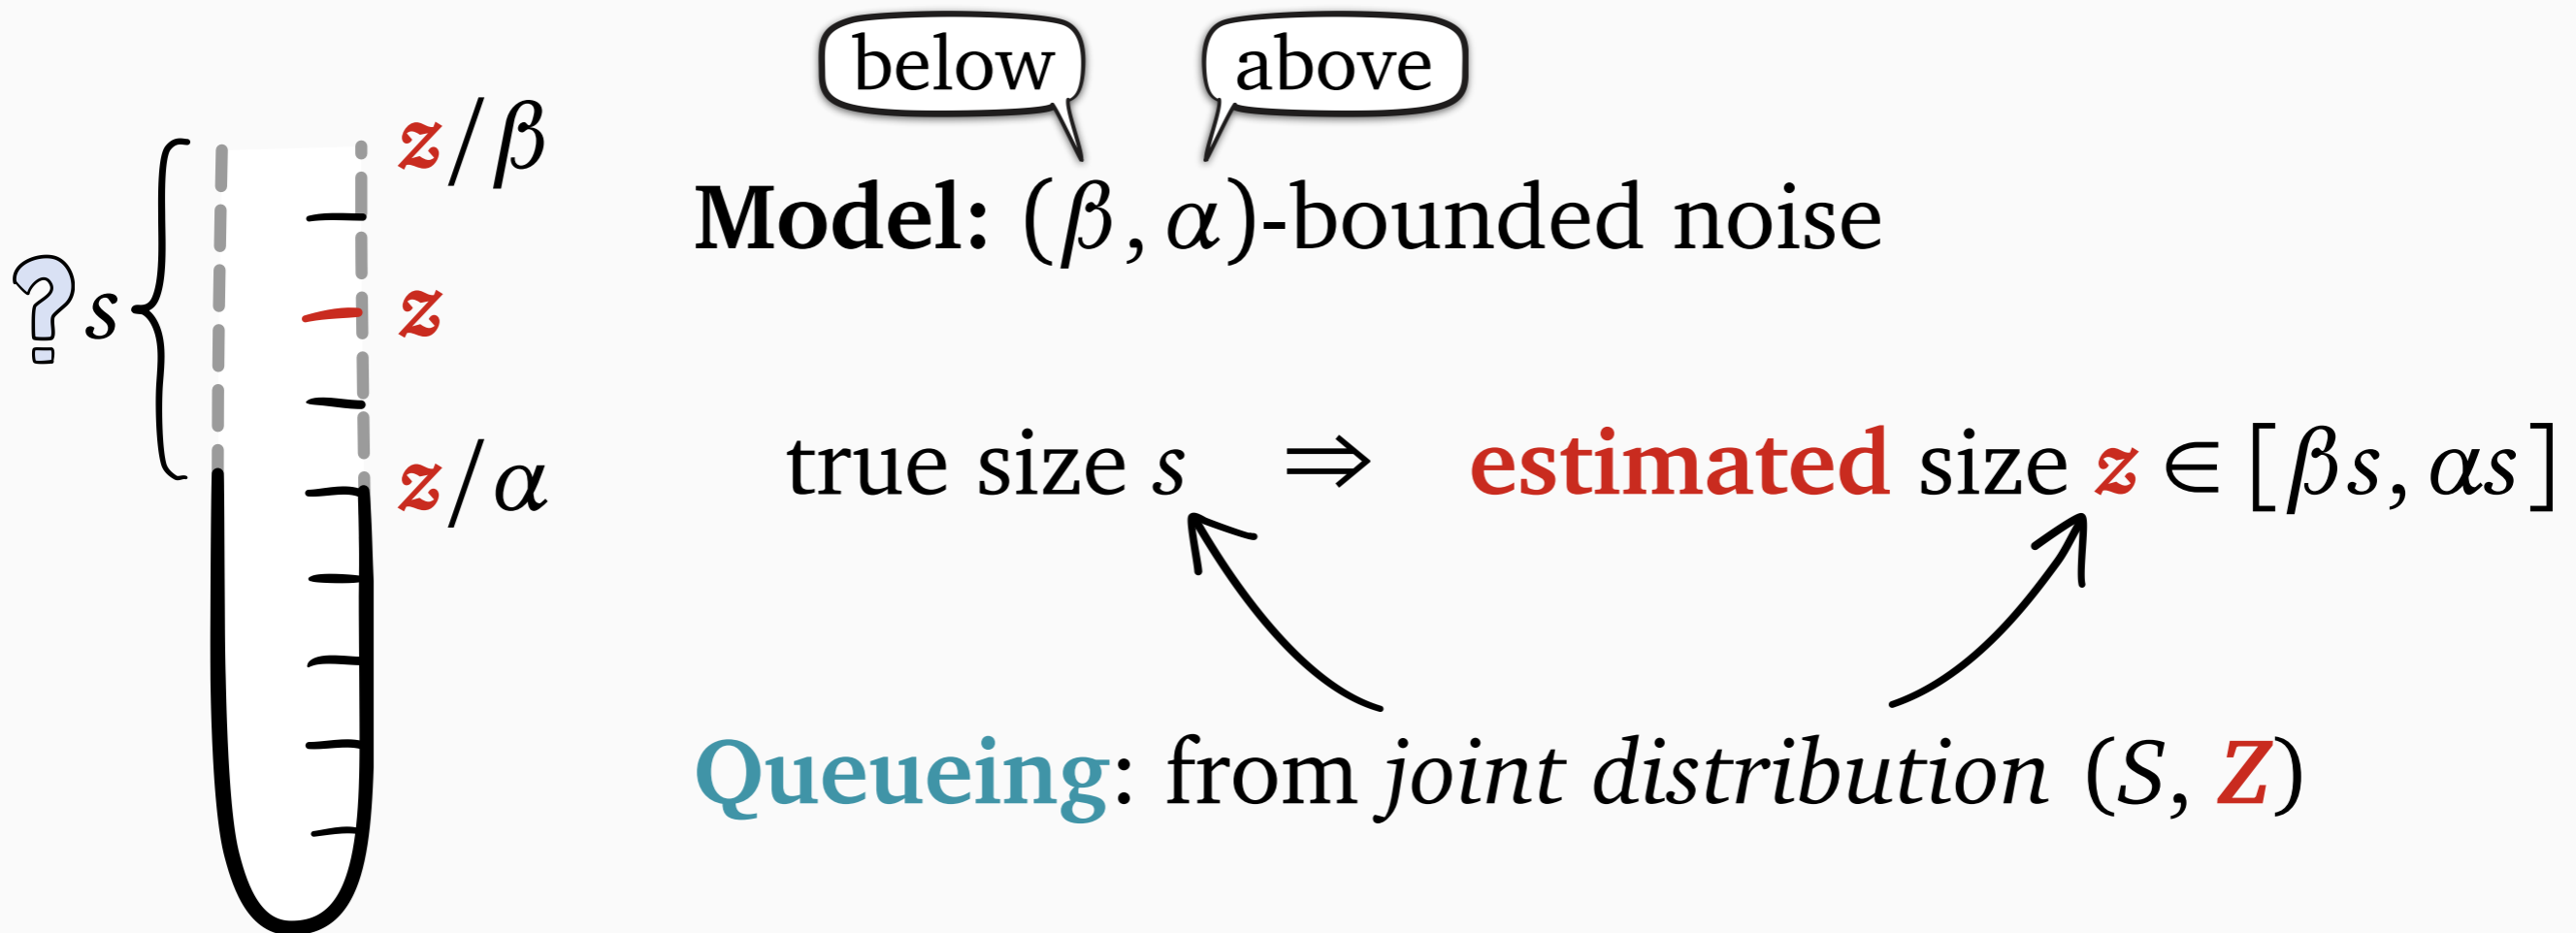 below
above
z/β
Model: (β, α)-bounded noise
? s
z
z/α
true size s ⇒ estimated size z ∈ [βs, αs]
Queueing: from joint distribution (S, Z)